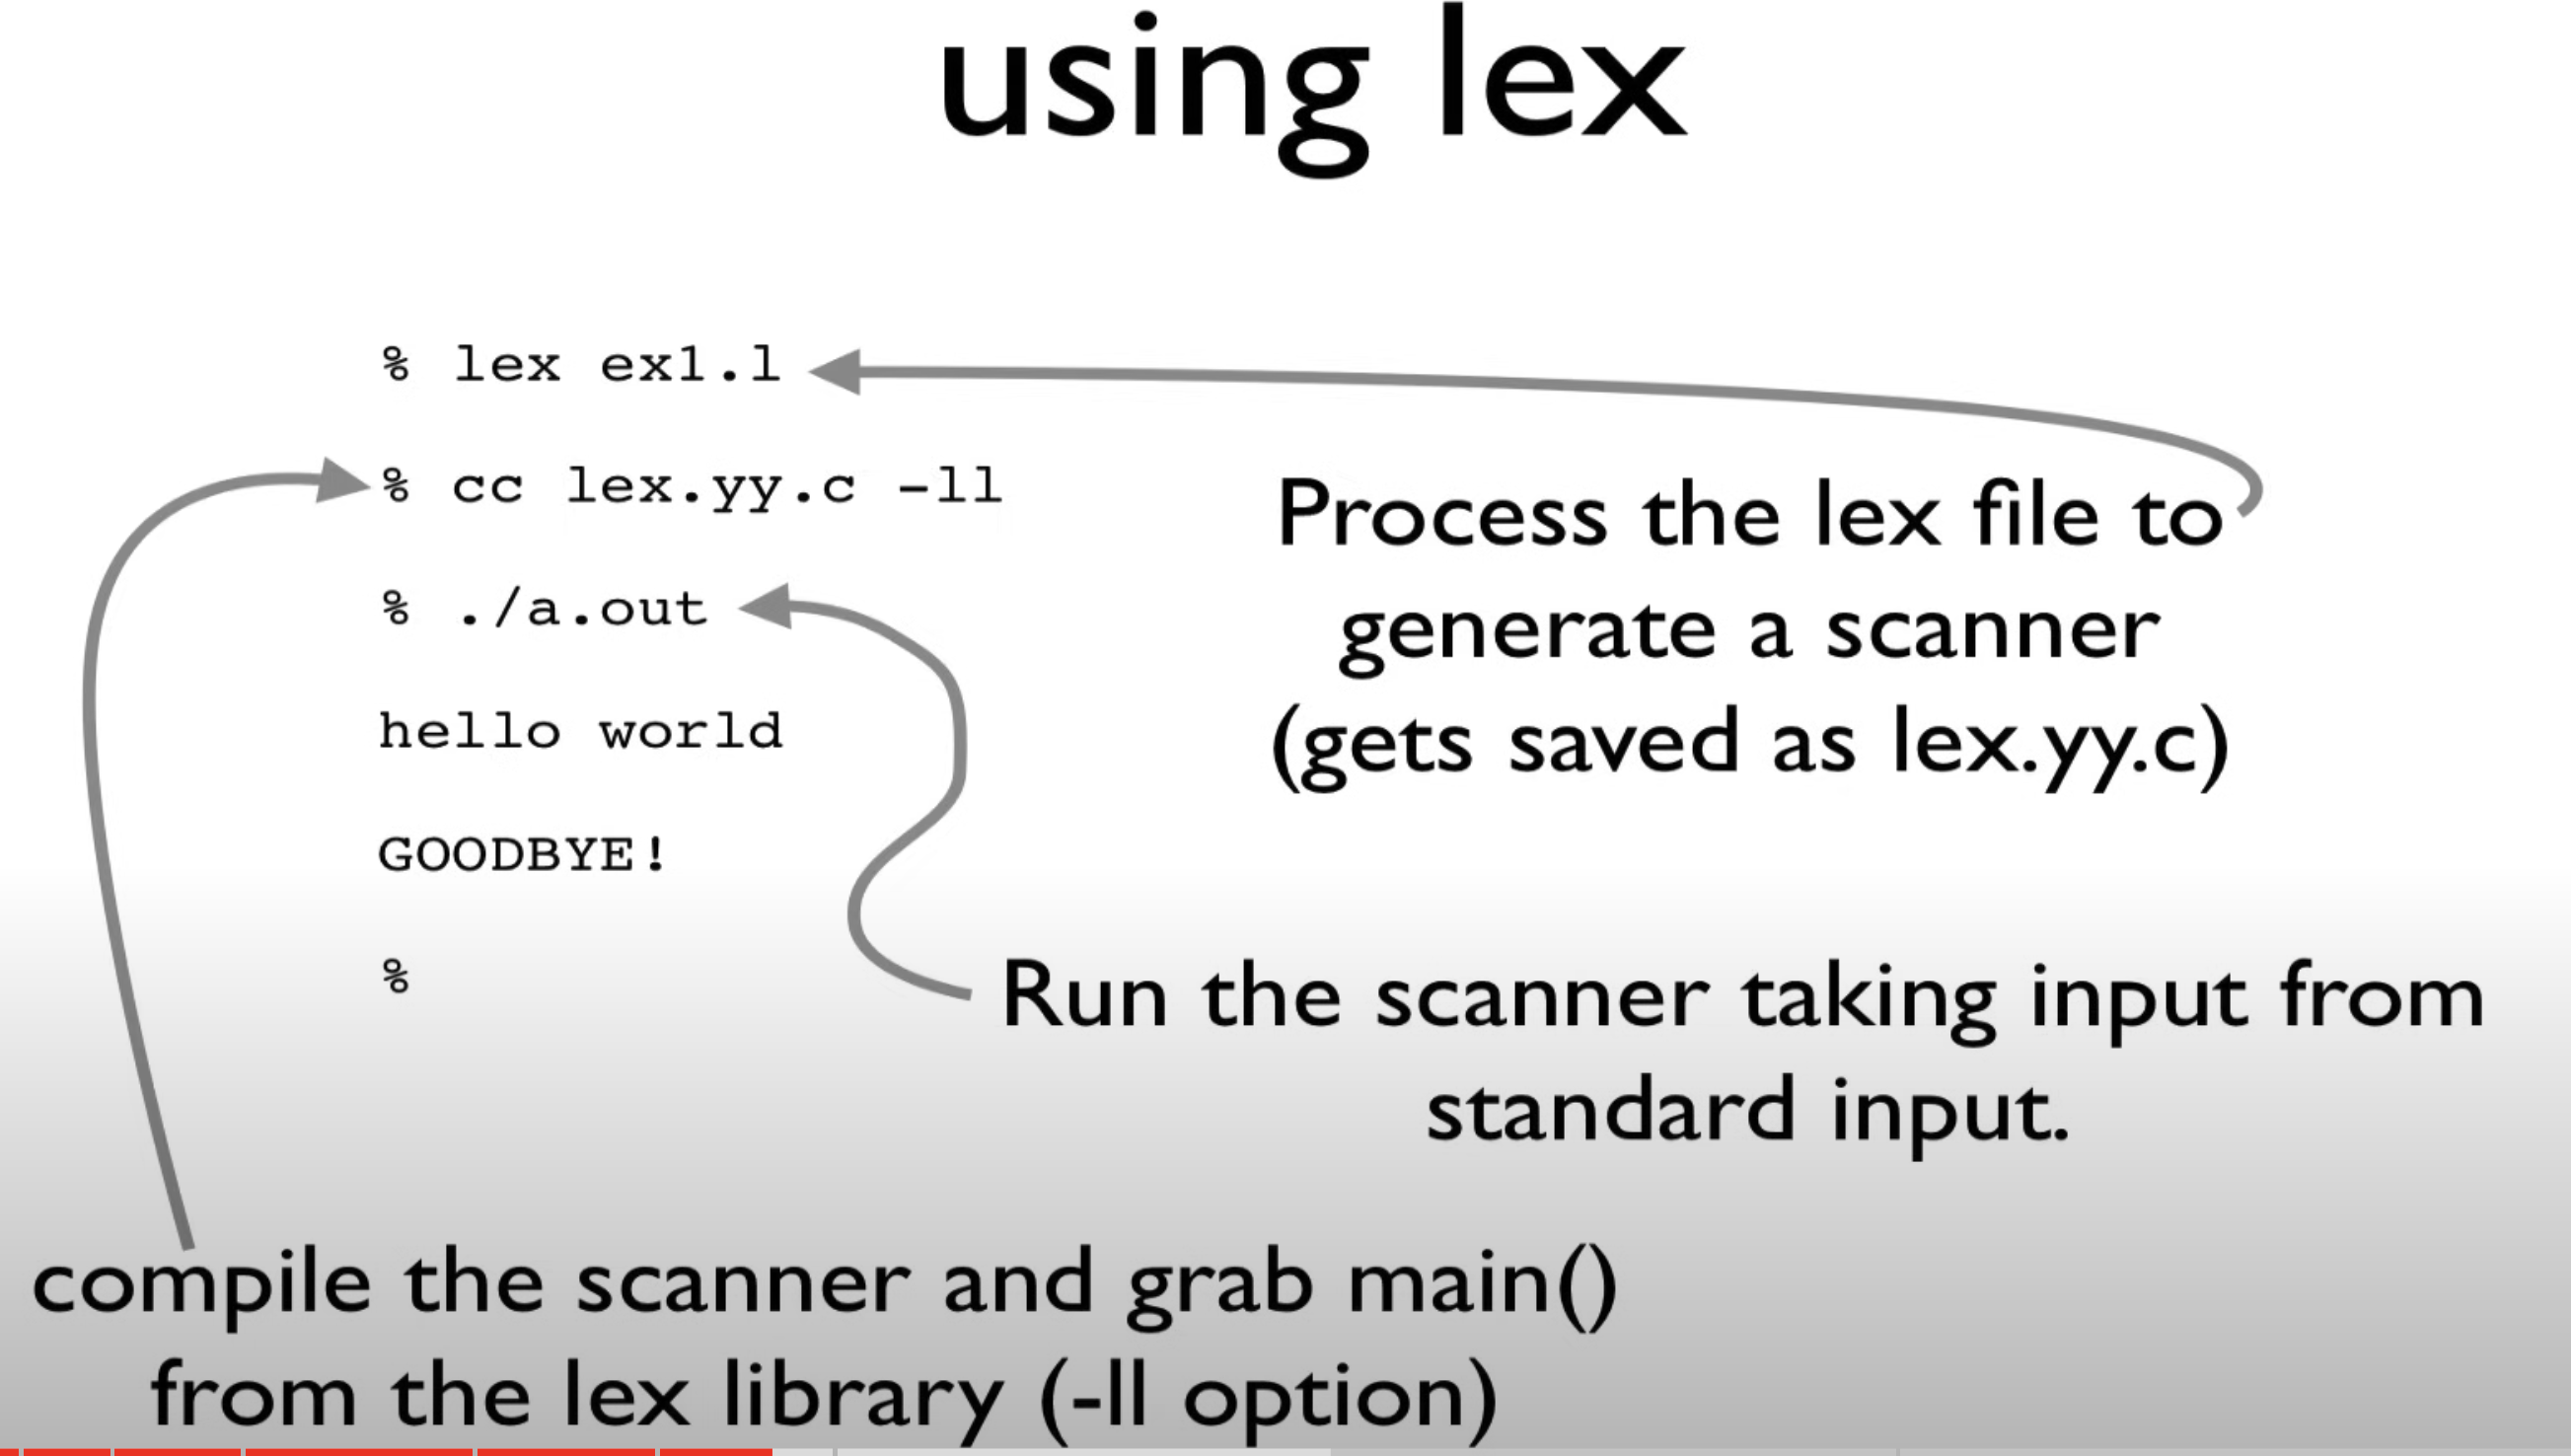 using lex
% lex ex1.l
% cc lex.yy.c -ll
% ./a.out
hello world
GOODBYE!
%
Process the lex file to
generate a scanner
(gets saved as lex.yy.c)
Run the scanner taking input from
standard input.
compile the scanner and grab main()
from the lex library (-ll option)